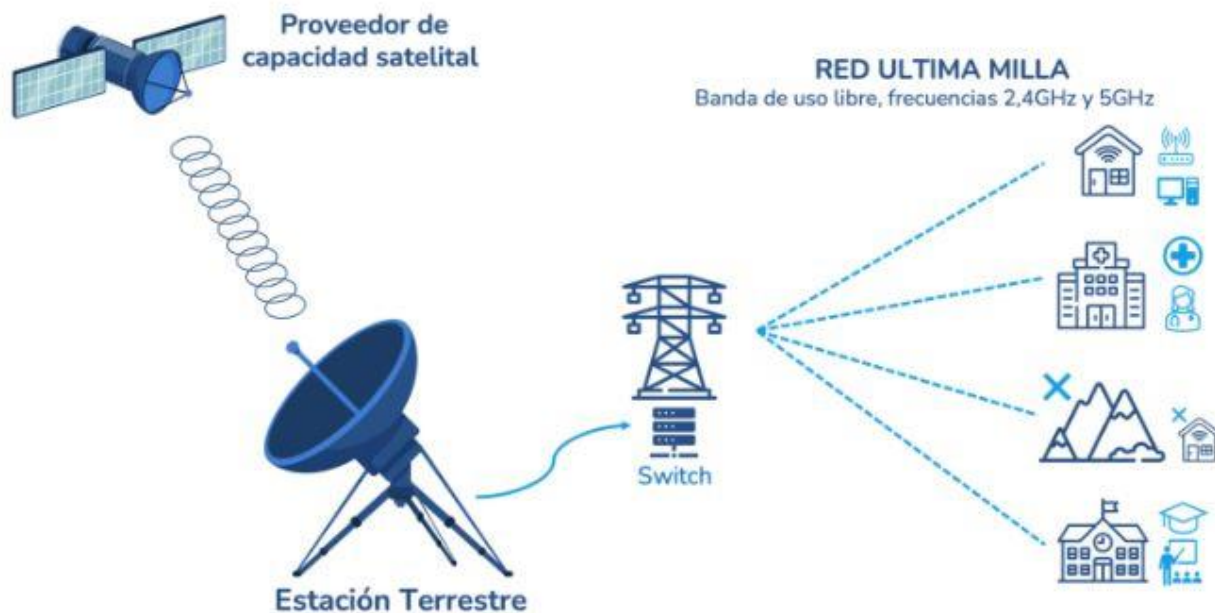 Proveedor de
capacidad satelital
RED ULTIMA MILLA
Banda de uso libre, frecuencias 2,4GHz y 5GHz
Switch
Estación Terrestre